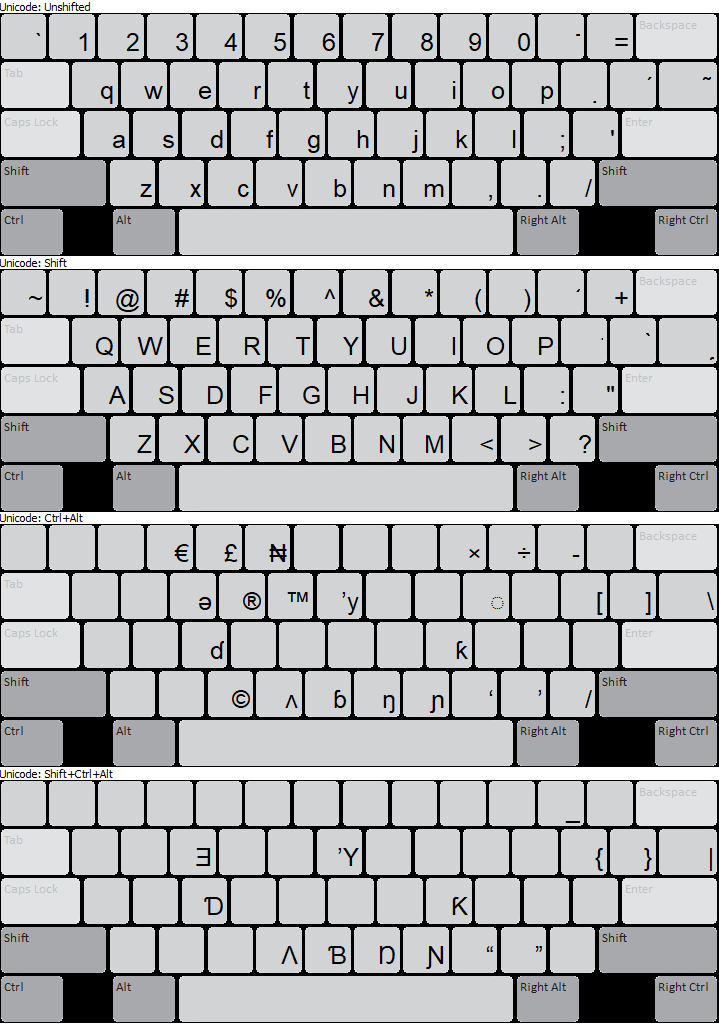 Unicode: Unshifted
` 1 2 3 4 5 6 7 8 9 0 ˉ = Backspace
Tab q w e r t y u i o p . ´ ˜
Caps Lock a s d f g h j k l ; ' Enter
Shift z x c v b n m , . / Shift
Ctrl Alt Right Alt Right Ctrl
Unicode: Shift
~ ! @ # $ % ^ & * ( ) ´ + Backspace
Tab Q W E R T Y U I O P ˙ ` ˏ
Caps Lock A S D F G H J K L : " Enter
Shift Z X C V B N M < > ? Shift
Ctrl Alt Right Alt Right Ctrl
Unicode: Ctrl+Alt
€ £ ₦ × ÷ - Backspace
Tab ə ® ™ ʼy ◌ [ ] \
Caps Lock ɗ ƙ Enter
Shift © ʌ ɓ ŋ ɲ ‘ ’ / Shift
Ctrl Alt Right Alt Right Ctrl
Unicode: Shift+Ctrl+Alt
_ Backspace
Tab Ǝ ʼY { } |
Caps Lock Ɗ Ƙ Enter
Shift Ʌ Ɓ Ŋ Ɲ “ ” Shift
Ctrl Alt Right Alt Right Ctrl